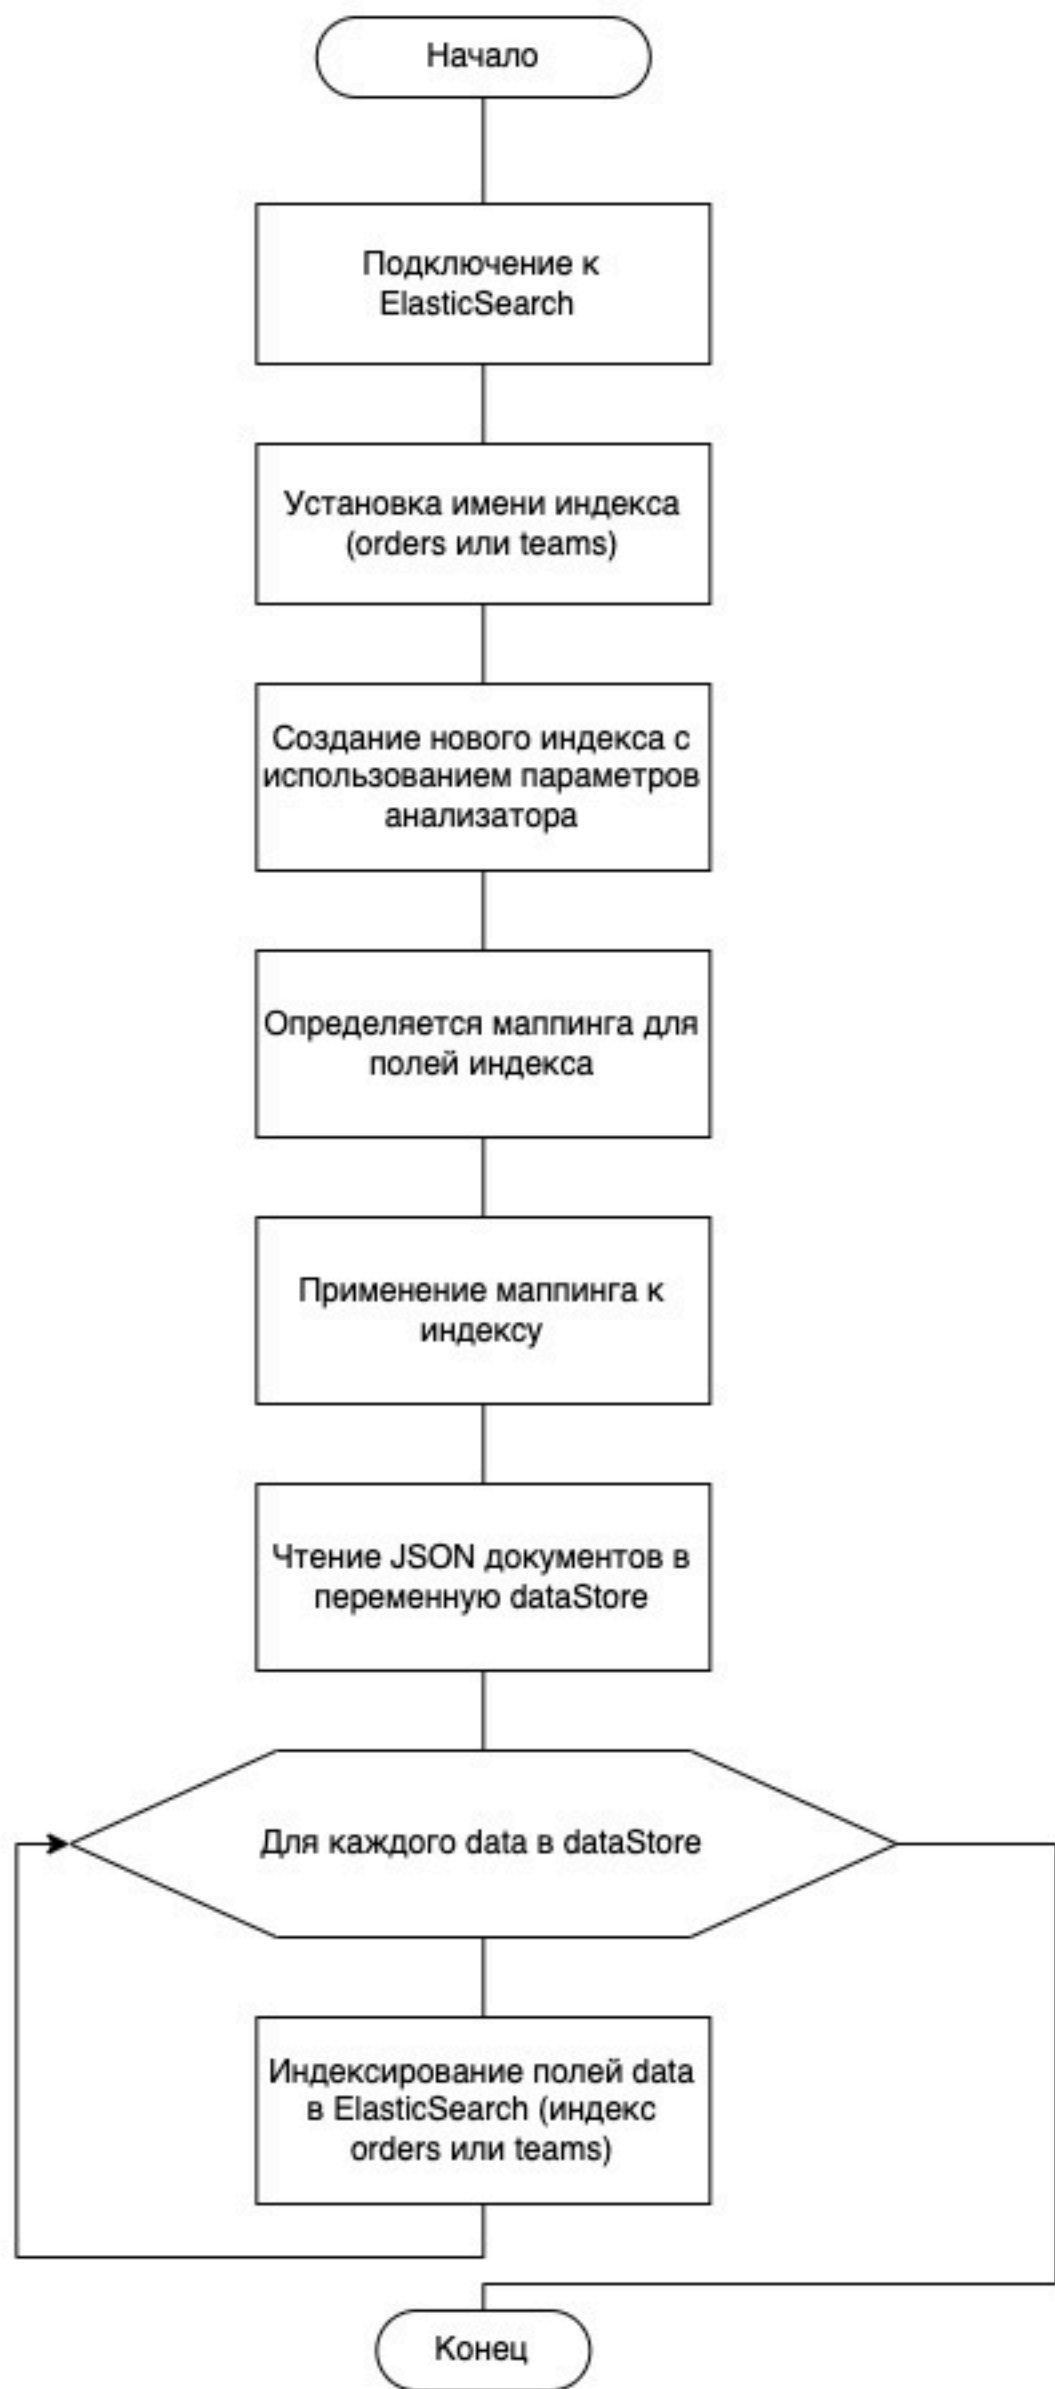 Начало
Подключение к
ElasticSearch
Установка имени индекса
(orders или teams)
Создание нового индекса с
использованием параметров
анализатора
Определяется маппинга для
полей индекса
Применение маппинга к
индексу
Чтение JSON документов в
переменную dataStore
Для каждого data в dataStore
Индексирование полей data
в ElasticSearch (индекс
orders или teams)
Конец